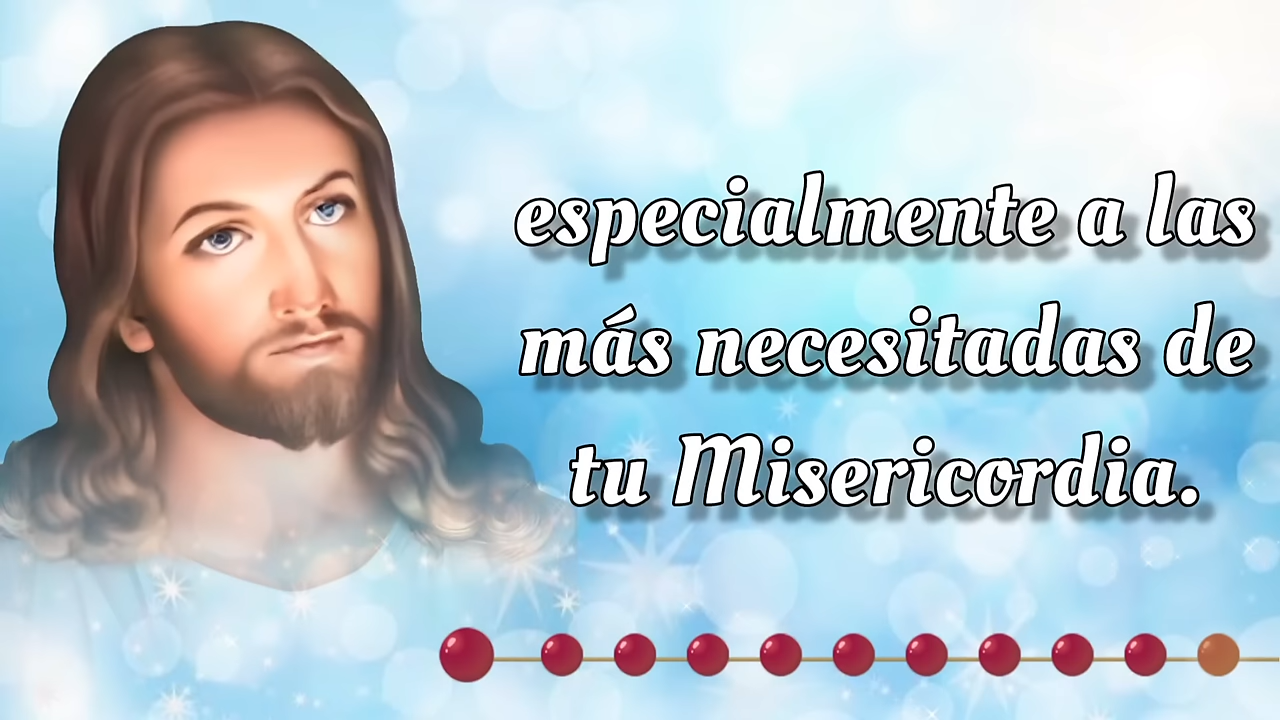 especialmente a las
más necesitadas de
tu Misericordia.